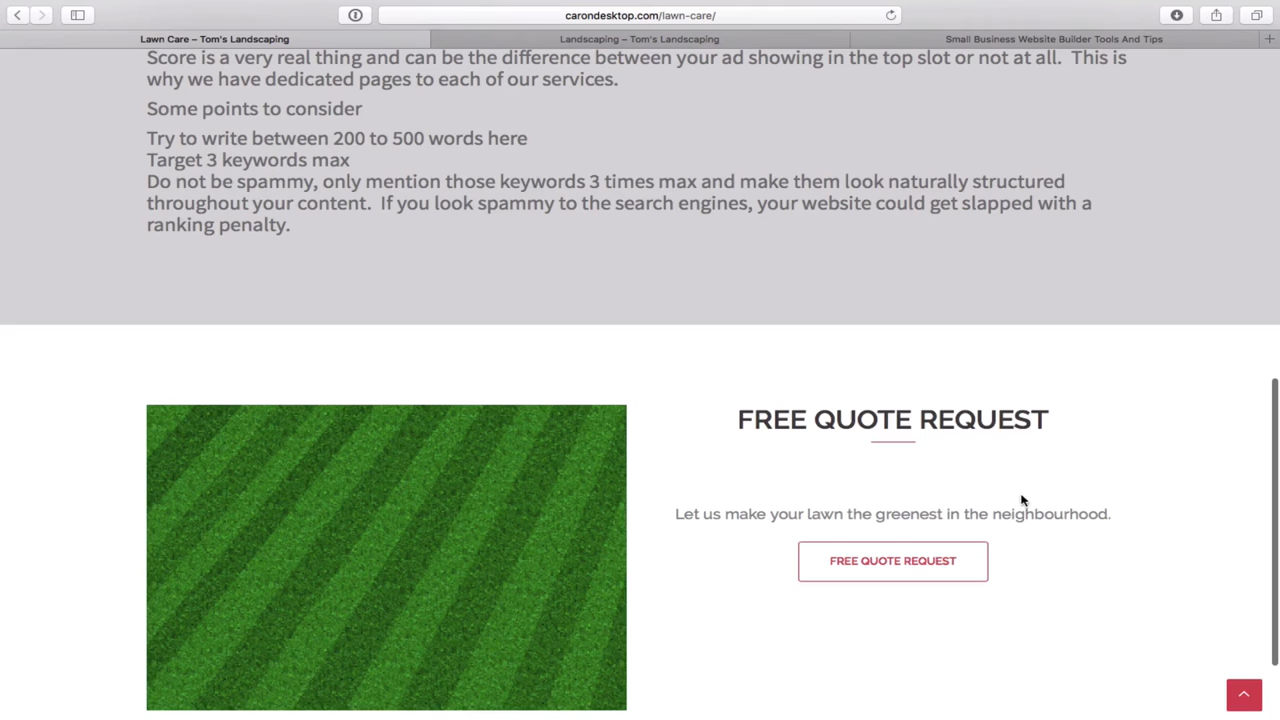 carondesktop.com/lawn-care/
Lawn Care – Tom's Landscaping
Landscaping – Tom's Landscaping
Small Business Website Builder Tools And Tips
Score is a very real thing and can be the difference between your ad showing in the top slot or not at all.  This is
why we have dedicated pages to each of our services.
Some points to consider
Try to write between 200 to 500 words here
Target 3 keywords max
Do not be spammy, only mention those keywords 3 times max and make them look naturally structured
throughout your content.  If you look spammy to the search engines, your website could get slapped with a
ranking penalty.
FREE QUOTE REQUEST
Let us make your lawn the greenest in the neighbourhood.
FREE QUOTE REQUEST